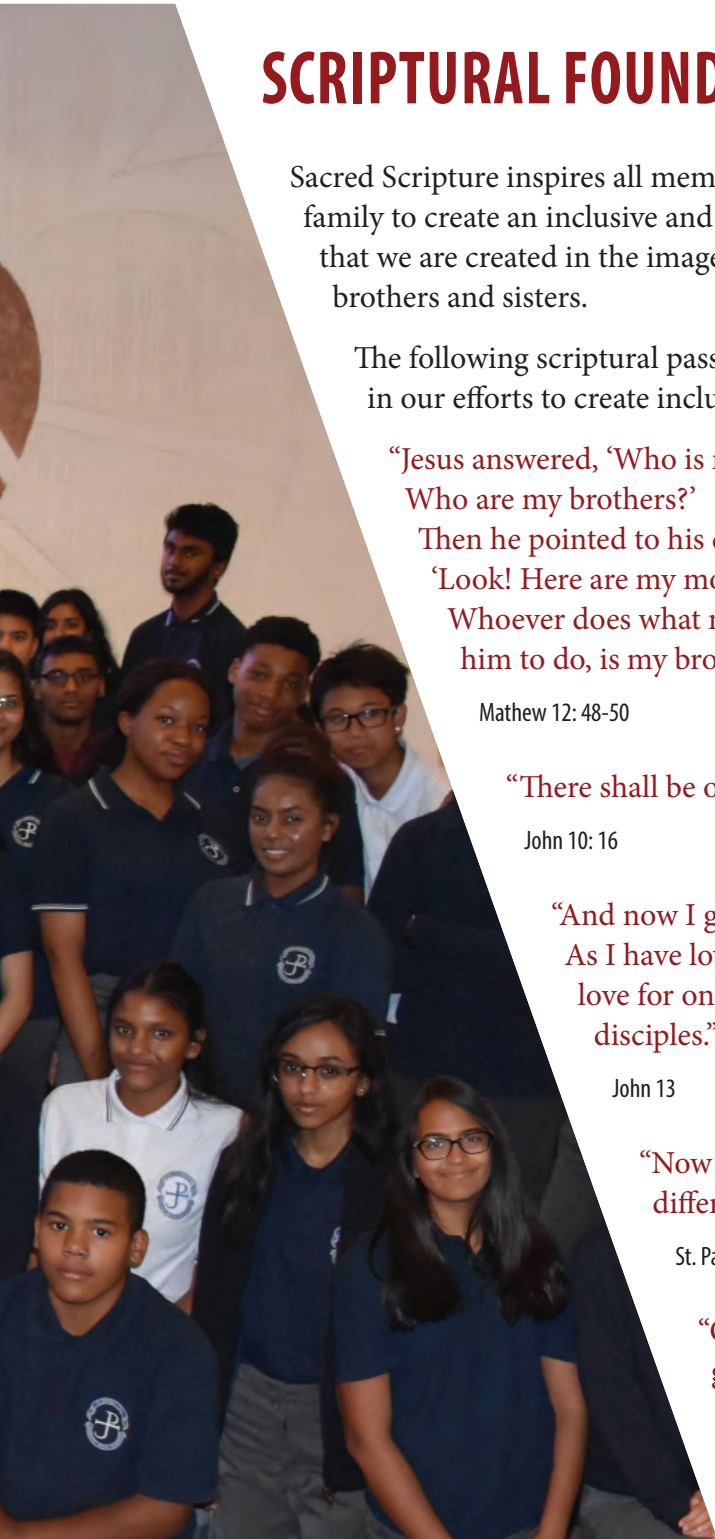 SCRIPTURAL FOUND
Sacred Scripture inspires all mem
family to create an inclusive and
that we are created in the image
brothers and sisters.
The following scriptural pass
in our efforts to create inclu
“Jesus answered, ‘Who is
Who are my brothers?’
Then he pointed to his
‘Look! Here are my mo
Whoever does what
him to do, is my bro
Mathew 12: 48-50
“There shall be o
John 10: 16
“And now I g
As I have lov
love for on
disciples.”
John 13
“Now
differ
St. Pa